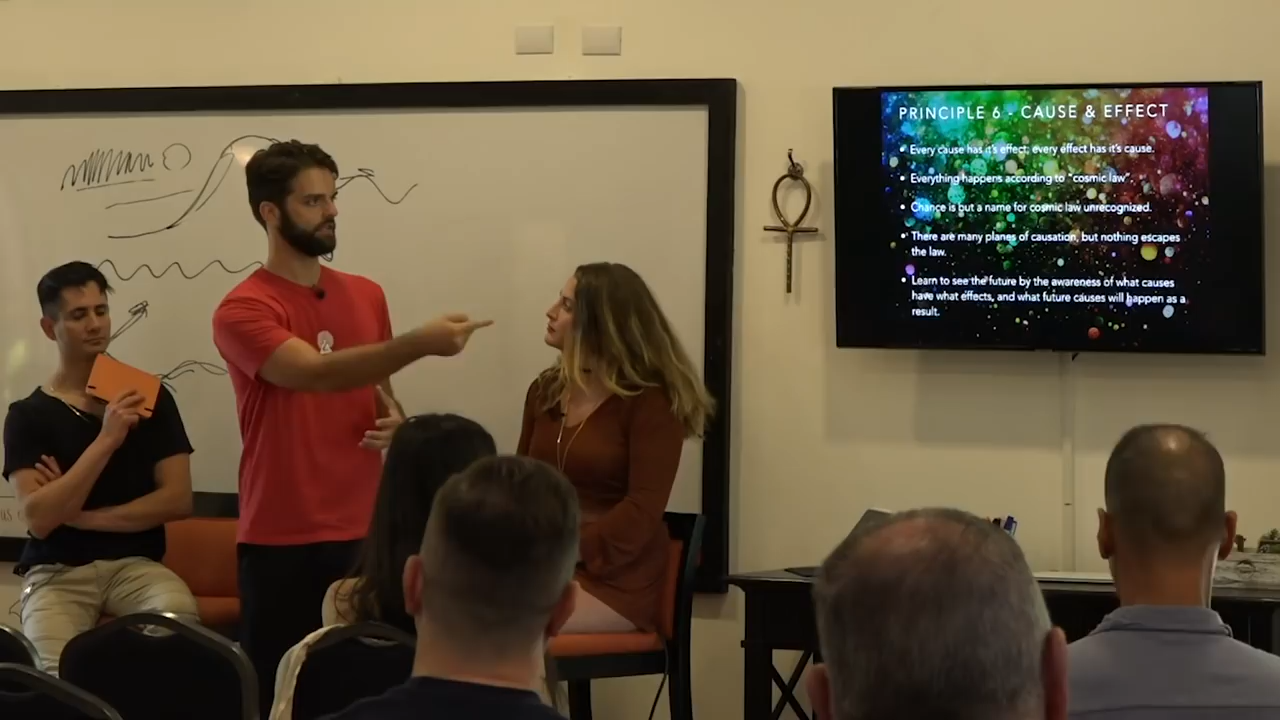 PRINCIPLE 6 - CAUSE & EFFECT
• Every cause has it's effect; every effect has it's cause.
• Everything happens according to "cosmic law".
• Chance is but a name for cosmic law unrecognized.
• There are many planes of causation, but nothing escapes
the law.
• Learn to see the future by the awareness of what causes
have what effects, and what future causes will happen as a
result.